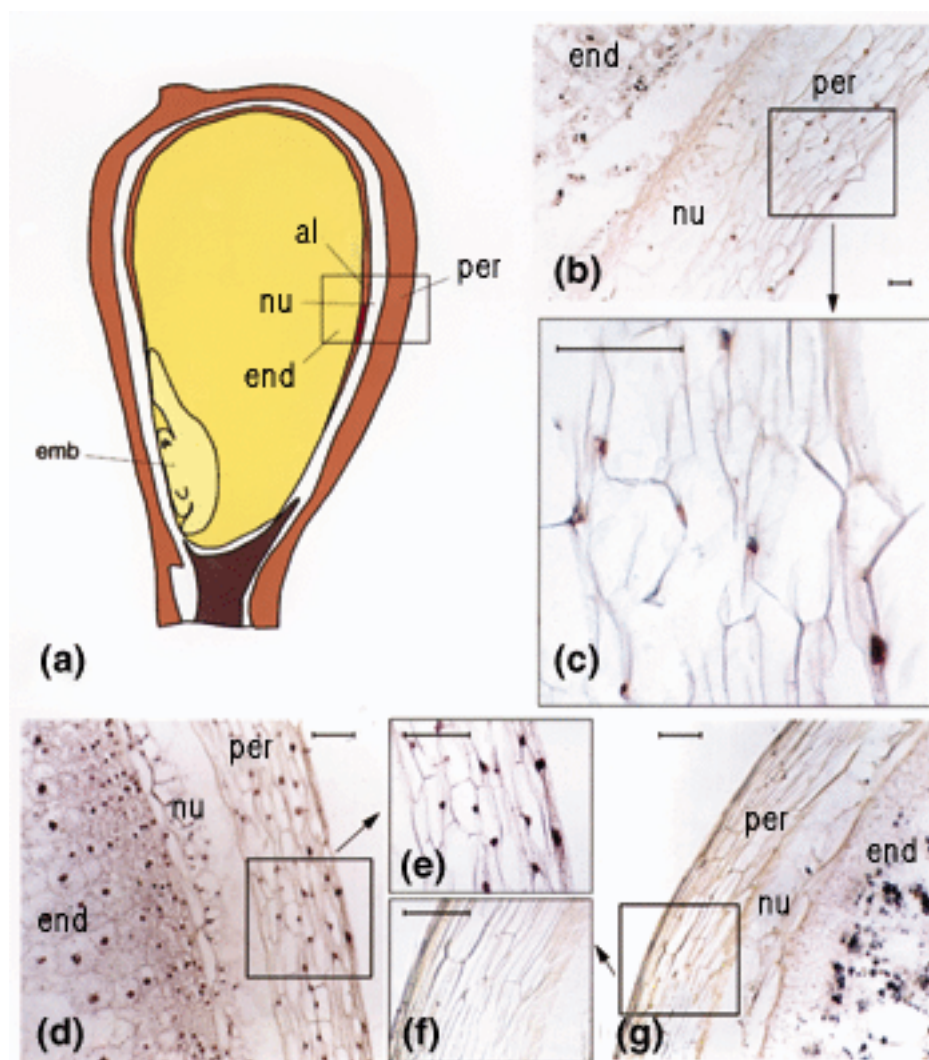 al
nu
per
end
emb
(a)
end
per
nu
(b)
(c)
per
nu
end
(d)
(e)
(f)
per
end
nu
(g)